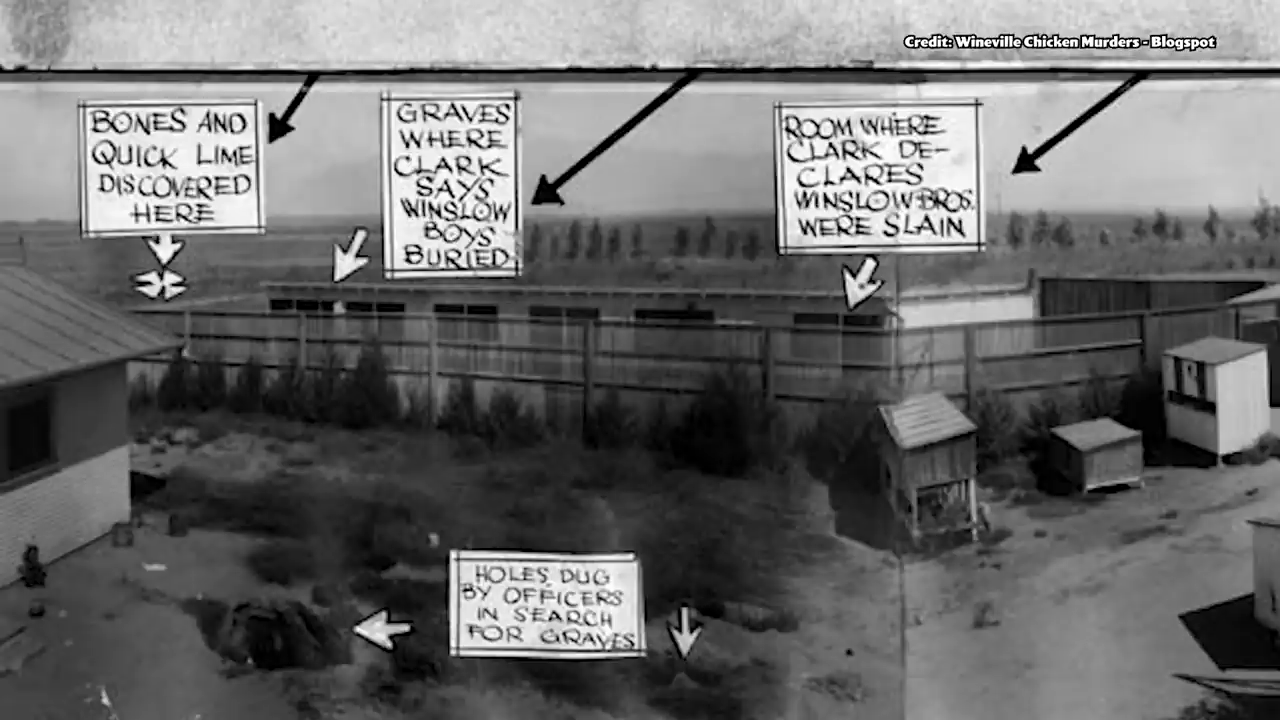 Credit: Wineville Chicken Murders - Blogspot
BONES AND
QUICK LIME
DISCOVERED
HERE
GRAVES
WHERE
CLARK
SAYS
WINSLOW
BOYS
BURIED
ROOM WHERE
CLARK DE-
CLARES
WINSLOW BROS.
WERE SLAIN
HOLES DUG
BY OFFICERS
IN SEARCH
FOR GRAVES